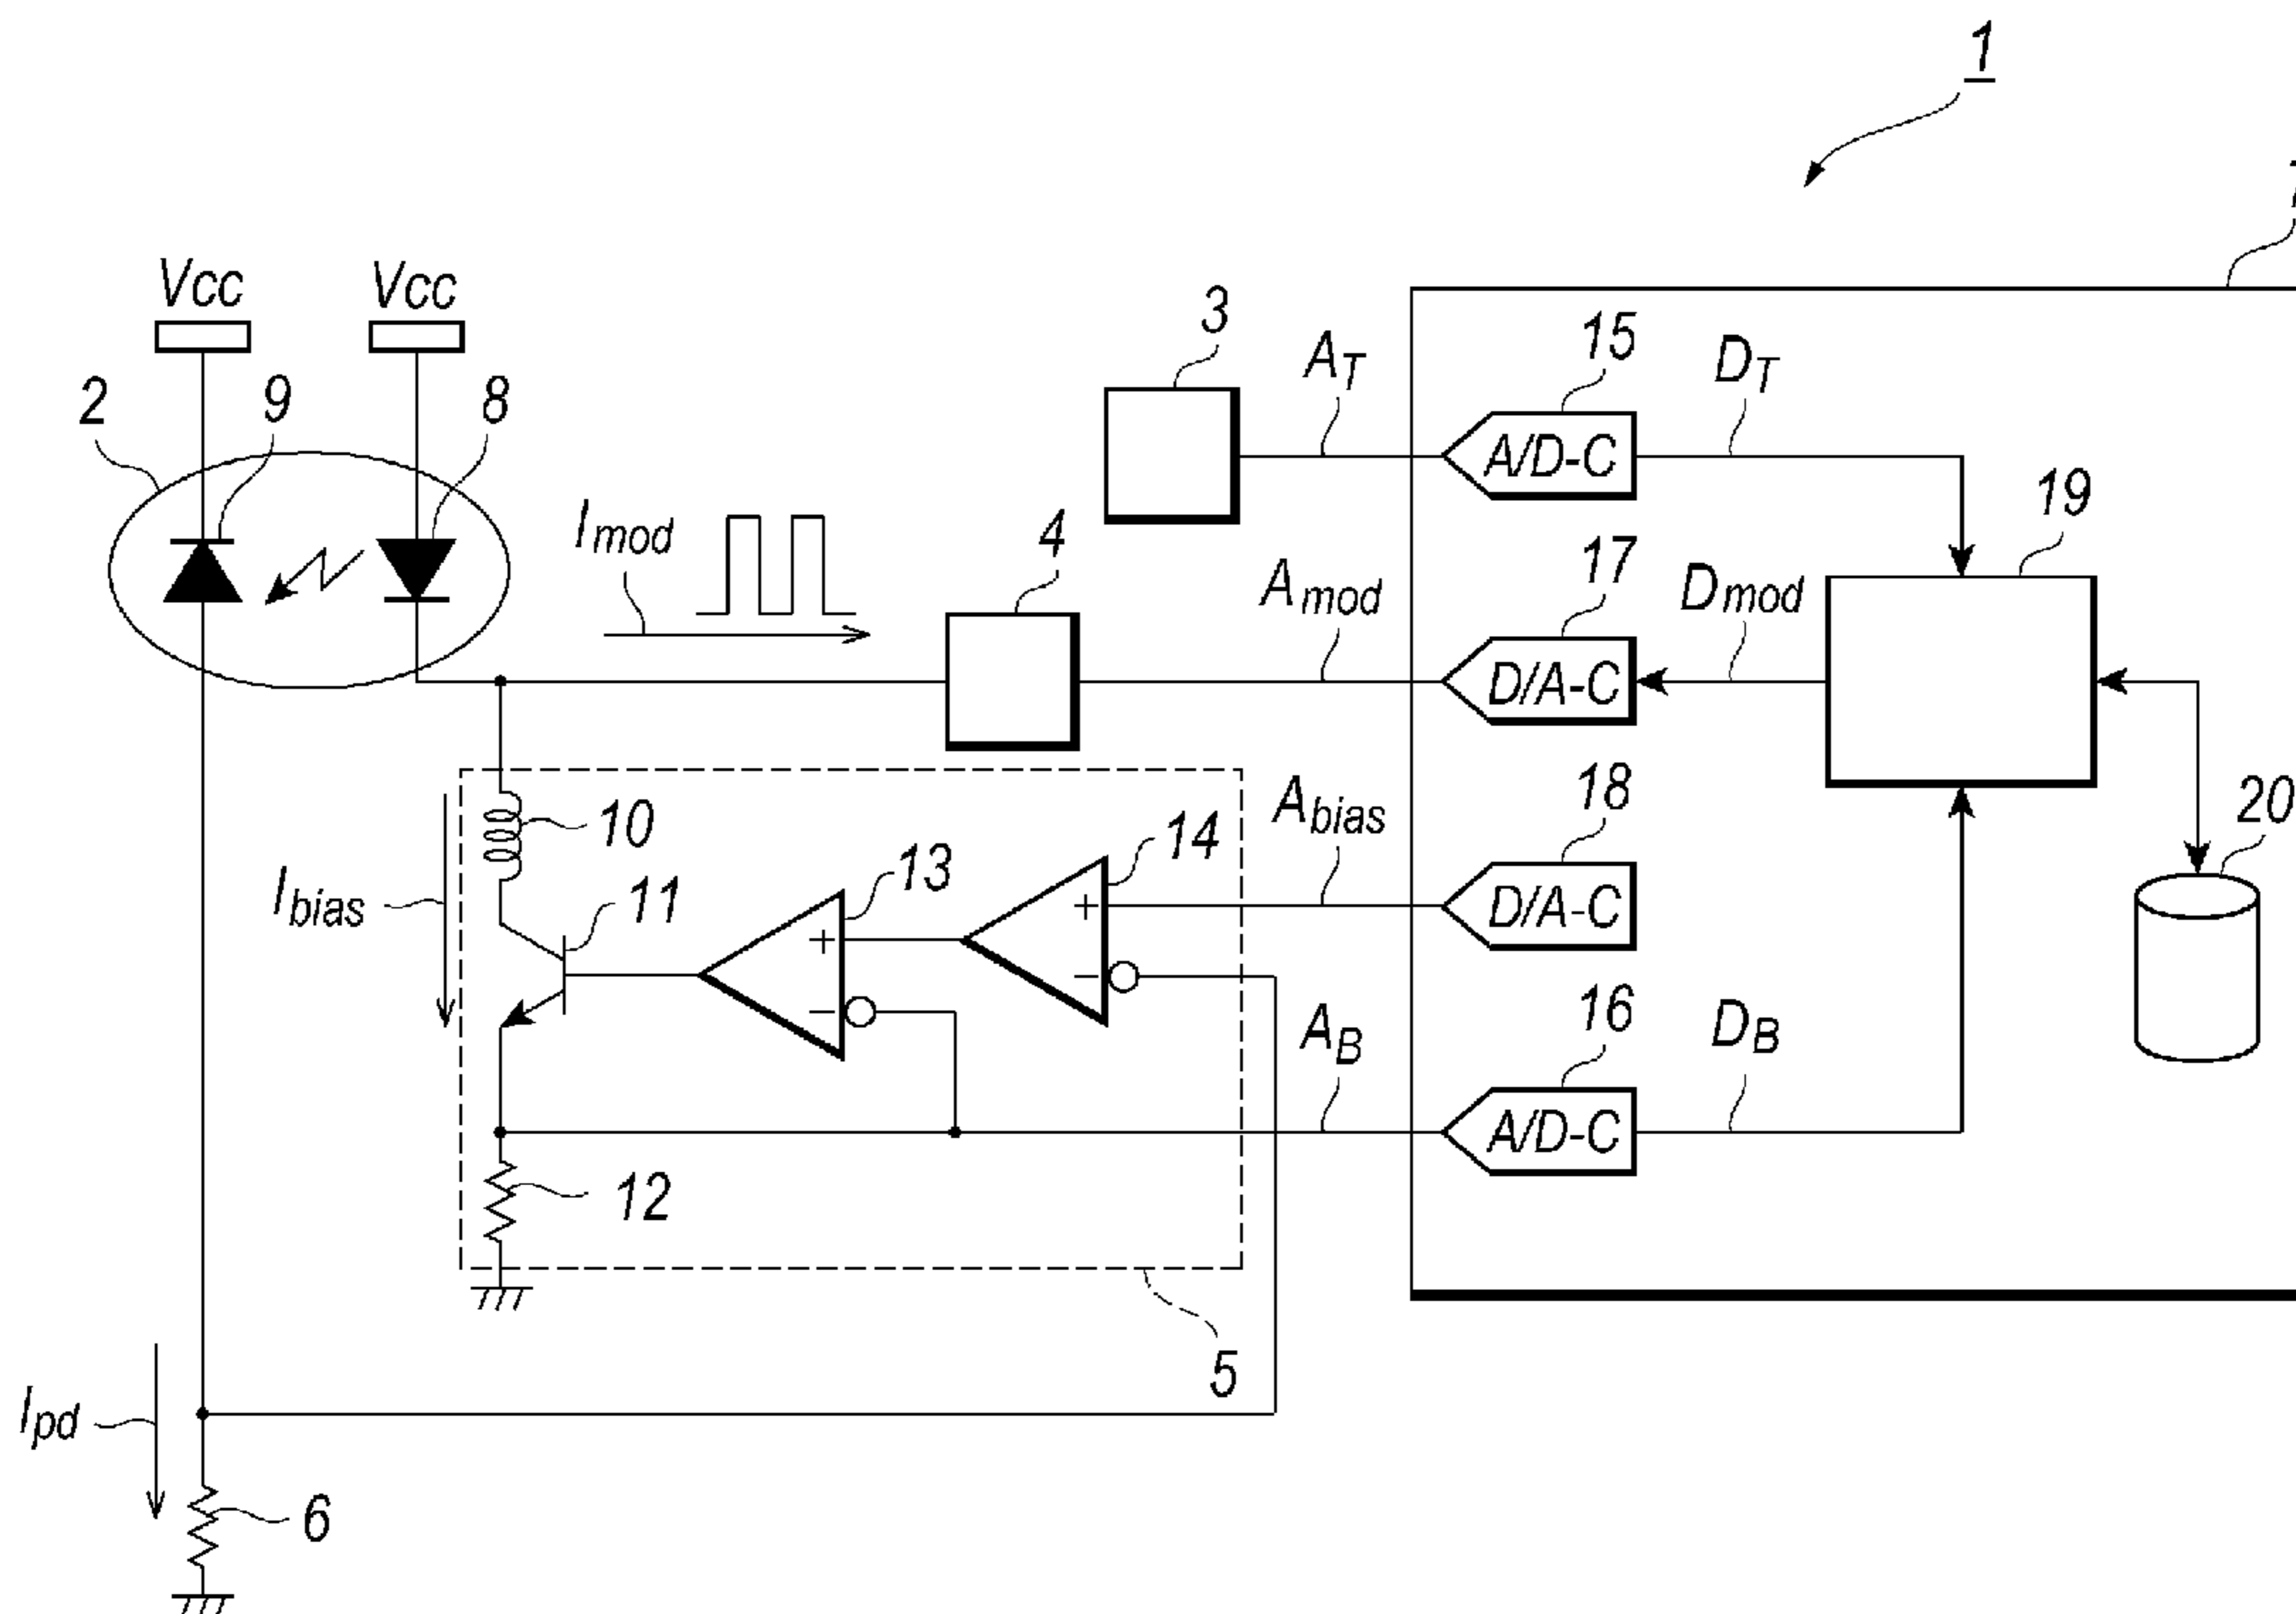 1
Vcc
Vcc
2
9
8
3
A_T
15
D_T
I_mod
4
A_mod
17
D_mod
19
A/D-C
D/A-C
10
I_bias
11
13
14
A_bias
18
20
D/A-C
A_B
16
D_B
A/D-C
12
5
I_pd
6
+
−
+
−